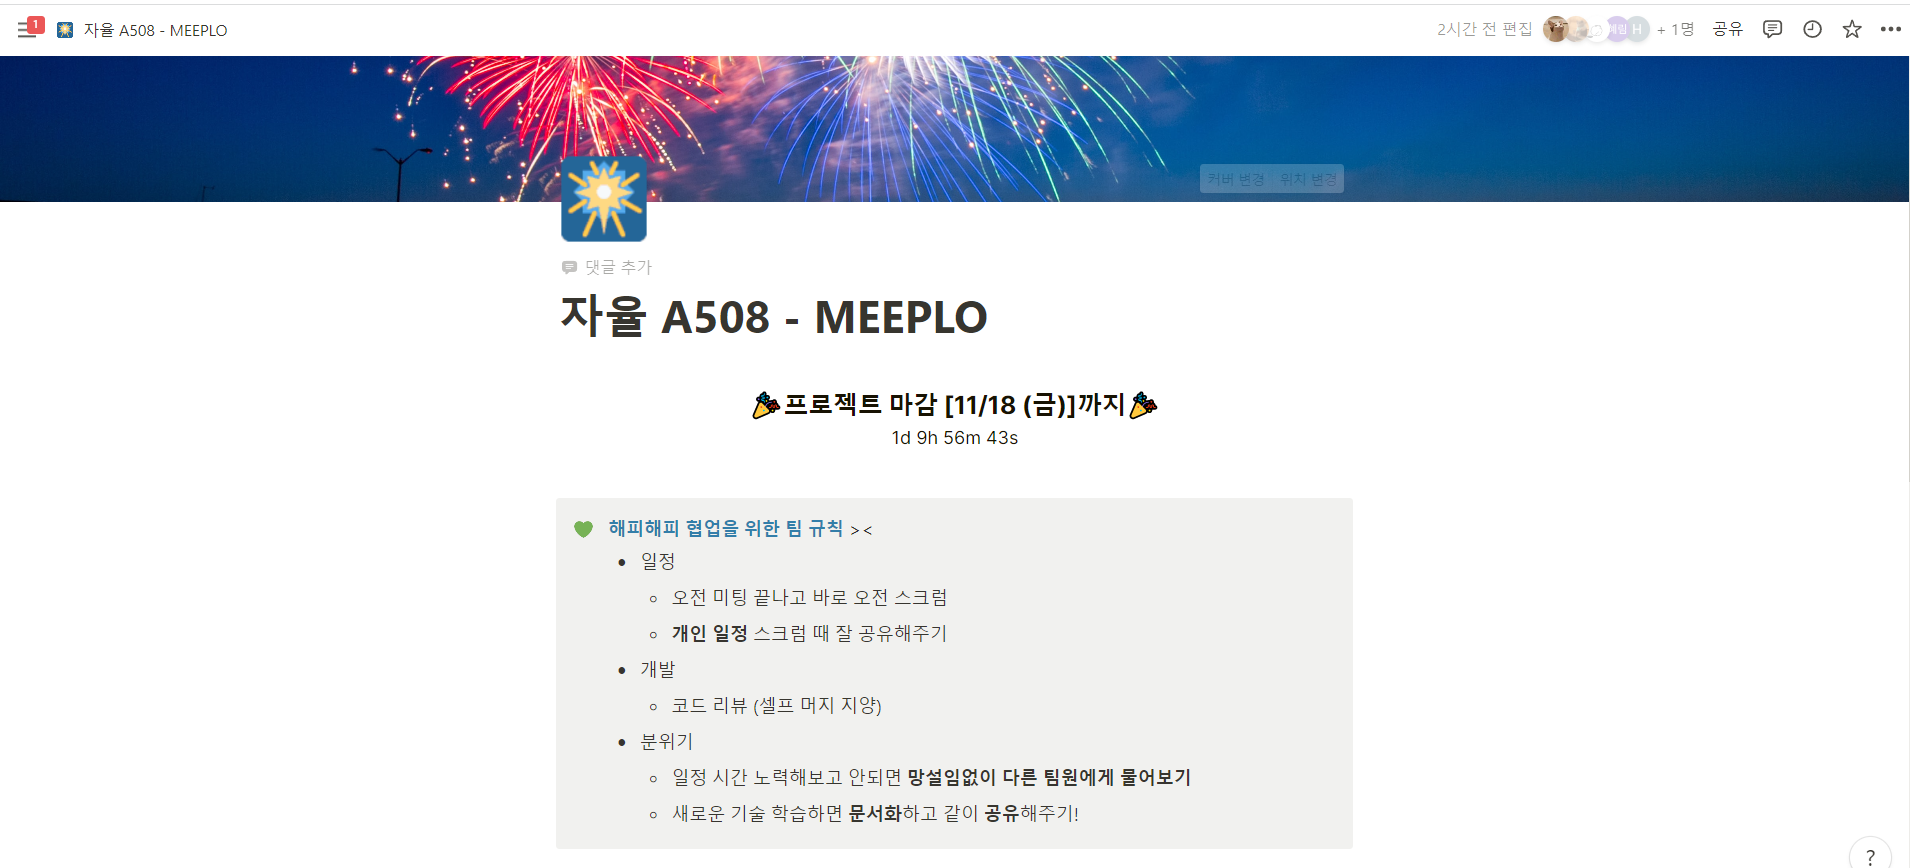 1
자율 A508 - MEEPLO
2시간 전 편집
예림
H
+ 1명
공유
커버 변경 위치 변경
댓글 추가
자율 A508 - MEEPLO
프로젝트 마감 [11/18 (금)]까지
1d 9h 56m 43s
해피해피 협업을 위한 팀 규칙 ><
일정
오전 미팅 끝나고 바로 오전 스크럼
개인 일정 스크럼 때 잘 공유해주기
개발
코드 리뷰 (셀프 머지 지양)
분위기
일정 시간 노력해보고 안되면 망설임없이 다른 팀원에게 물어보기
새로운 기술 학습하면 문서화하고 같이 공유해주기!
?